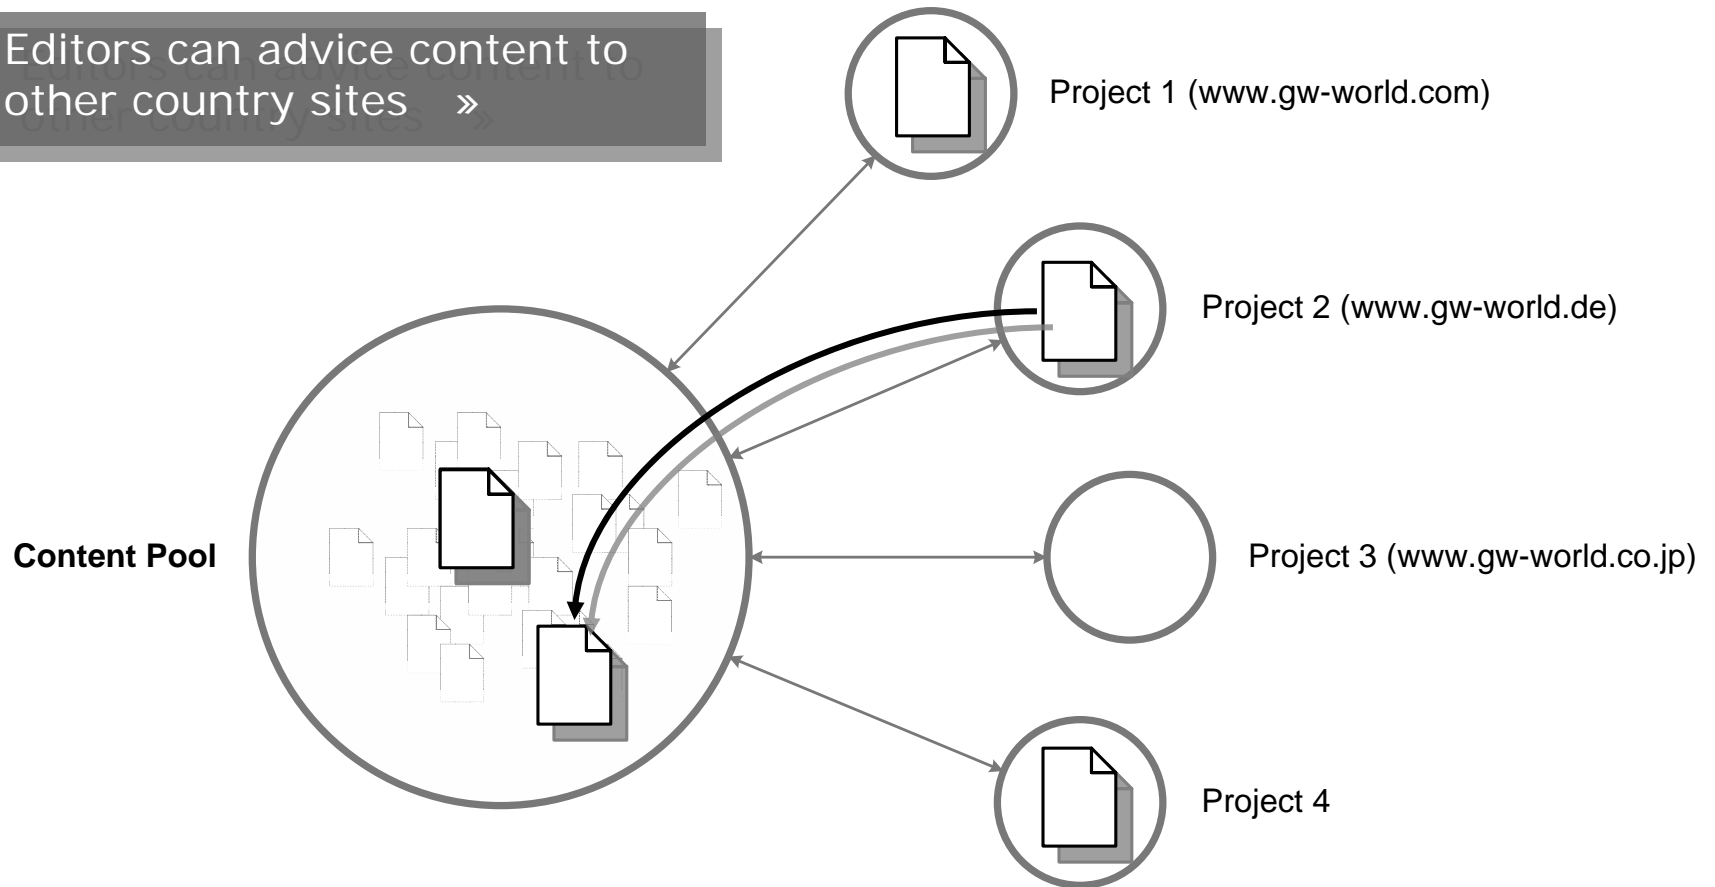 Editors can advice content to
other country sites »
Project 1 (www.gw-world.com)
Project 2 (www.gw-world.de)
Content Pool
Project 3 (www.gw-world.co.jp)
Project 4